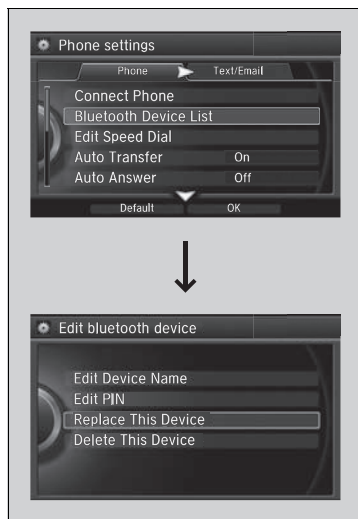 Phone settings
Phone Text/Email
Connect Phone
Bluetooth Device List
Edit Speed Dial
Auto Transfer On
Auto Answer Off
Default OK
Edit bluetooth device
Edit Device Name
Edit PIN
Replace This Device
Delete This Device